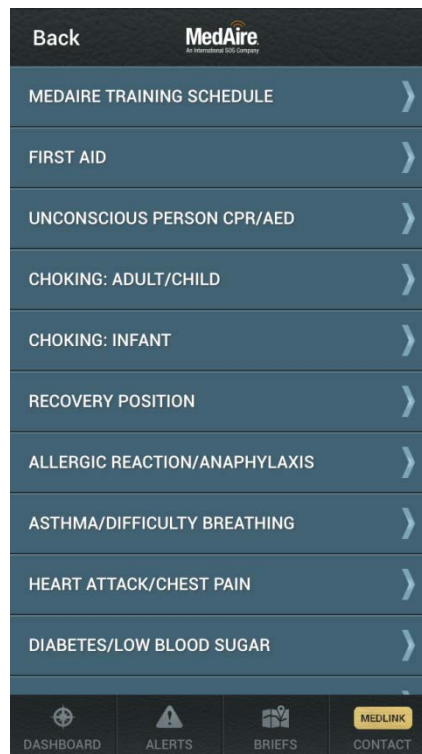 Back
MedAire
An International SOS Company
MEDAIRE TRAINING SCHEDULE
FIRST AID
UNCONSCIOUS PERSON CPR/AED
CHOKING: ADULT/CHILD
CHOKING: INFANT
RECOVERY POSITION
ALLERGIC REACTION/ANAPHYLAXIS
ASTHMA/DIFFICULTY BREATHING
HEART ATTACK/CHEST PAIN
DIABETES/LOW BLOOD SUGAR
DASHBOARD
ALERTS
BRIEFS
MEDLINK
CONTACT